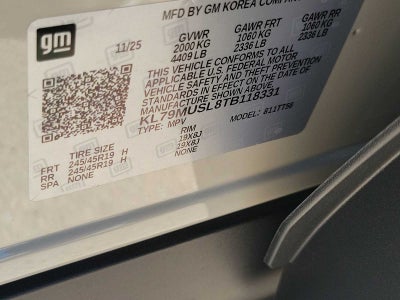 gm
MFD BY GM KOREA COMPANY
11/25
GVWR GAWR FRT GAWR RR
2000 KG 1060 KG 1060 KG
4409 LB 2336 LB 2336 LB
THIS VEHICLE CONFORMS TO ALL
APPLICABLE U.S. FEDERAL MOTOR
VEHICLE SAFETY AND THEFT PREVENTION
STANDARDS IN EFFECT ON THE DATE OF
MANUFACTURE SHOWN ABOVE.
KL79MUSL8TB118331
TYPE: MPV MODEL:
TIRE SIZE RIM
FRT 245/45R19 H 19X8J
RR 245/45R19 H 19X8J
SPA NONE NONE